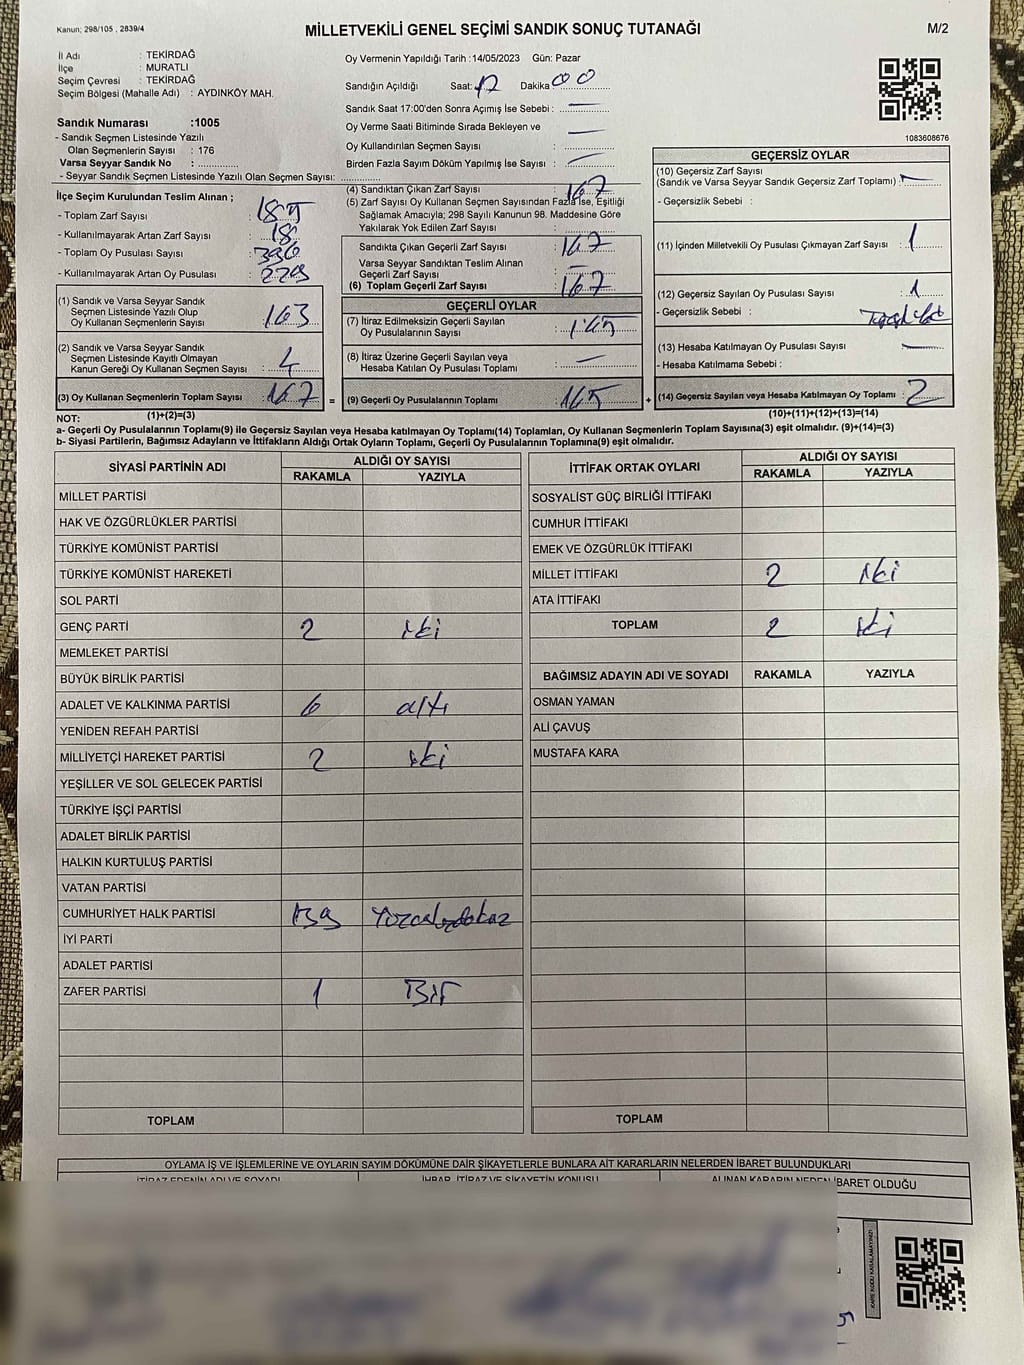 Kanun; 298/105 , 2839/4
MİLLETVEKİLİ GENEL SEÇİMİ SANDIK SONUÇ TUTANAĞI
M/2
İl Adı : TEKİRDAĞ
İlçe : MURATLI
Seçim Çevresi : TEKİRDAĞ
Seçim Bölgesi (Mahalle Adı) : AYDINKÖY MAH.
Sandık Numarası :1005
- Sandık Seçmen Listesinde Yazılı
Olan Seçmenlerin Sayısı : 176
Varsa Seyyar Sandık No :
- Seyyar Sandık Seçmen Listesinde Yazılı Olan Seçmen Sayısı:
Oy Vermenin Yapıldığı Tarih :14/05/2023 Gün: Pazar
Sandığın Açıldığı Saat: 17 Dakika 00
Sandık Saat 17:00'den Sonra Açımış İse Sebebi : —
Oy Verme Saati Bitiminde Sırada Bekleyen ve
Oy Kullandırılan Seçmen Sayısı : —
Birden Fazla Sayım Döküm Yapılmış İse Sayısı : —
1083608676
İlçe Seçim Kurulundan Teslim Alınan ;
- Toplam Zarf Sayısı : 185
- Kullanılmayarak Artan Zarf Sayısı : 18
- Toplam Oy Pusulası Sayısı :
- Kullanılmayarak Artan Oy Pusulası :
(1) Sandık ve Varsa Seyyar Sandık
Seçmen Listesinde Yazılı Olup
Oy Kullanan Seçmenlerin Sayısı : 163
(2) Sandık ve Varsa Seyyar Sandık
Seçmen Listesinde Kayıtlı Olmayan
Kanun Gereği Oy Kullanan Seçmen Sayısı : 4
(3) Oy Kullanan Seçmenlerin Toplam Sayısı : 167
(1)+(2)=(3)
(4) Sandıktan Çıkan Zarf Sayısı : 167
(5) Zarf Sayısı Oy Kullanan Seçmen Sayısından Fazla İse, Eşitliği
Sağlamak Amacıyla; 298 Sayılı Kanunun 98. Maddesine Göre
Yakılarak Yok Edilen Zarf Sayısı :
Sandıkta Çıkan Geçerli Zarf Sayısı : 167
Varsa Seyyar Sandıktan Teslim Alınan
Geçerli Zarf Sayısı : —
(6) Toplam Geçerli Zarf Sayısı : 167
GEÇERLİ OYLAR
(7) İtiraz Edilmeksizin Geçerli Sayılan
Oy Pusulalarının Sayısı : 165
(8) İtiraz Üzerine Geçerli Sayılan veya
Hesaba Katılan Oy Pusulası Toplamı : —
= (9) Geçerli Oy Pusulalarının Toplamı : 165
GEÇERSİZ OYLAR
(10) Geçersiz Zarf Sayısı
(Sandık ve Varsa Seyyar Sandık Geçersiz Zarf Toplamı) : —
- Geçersizlik Sebebi :
(11) İçinden Milletvekili Oy Pusulası Çıkmayan Zarf Sayısı : 1
(12) Geçersiz Sayılan Oy Pusulası Sayısı : 1
- Geçersizlik Sebebi :
(13) Hesaba Katılmayan Oy Pusulası Sayısı : —
- Hesaba Katılmama Sebebi :
+ (14) Geçersiz Sayılan veya Hesaba Katılmayan Oy Toplamı : 2
(10)+(11)+(12)+(13)=(14)
NOT:
a- Geçerli Oy Pusulalarının Toplamı(9) ile Geçersiz Sayılan veya Hesaba katılmayan Oy Toplamı(14) Toplamları, Oy Kullanan Seçmenlerin Toplam Sayısına(3) eşit olmalıdır. (9)+(14)=(3)
b- Siyasi Partilerin, Bağımsız Adayların ve İttifakların Aldığı Ortak Oyların Toplamı, Geçerli Oy Pusulalarının Toplamına(9) eşit olmalıdır.
SİYASİ PARTİNİN ADI ALDIĞI OY SAYISI
RAKAMLA YAZIYLA
MİLLET PARTİSİ
HAK VE ÖZGÜRLÜKLER PARTİSİ
TÜRKİYE KOMÜNİST PARTİSİ
TÜRKİYE KOMÜNİST HAREKETİ
SOL PARTİ
GENÇ PARTİ 2 iki
MEMLEKET PARTİSİ
BÜYÜK BİRLİK PARTİSİ
ADALET VE KALKINMA PARTİSİ 6 altı
YENİDEN REFAH PARTİSİ
MİLLİYETÇİ HAREKET PARTİSİ 2 iki
YEŞİLLER VE SOL GELECEK PARTİSİ
TÜRKİYE İŞÇİ PARTİSİ
ADALET BİRLİK PARTİSİ
HALKIN KURTULUŞ PARTİSİ
VATAN PARTİSİ
CUMHURİYET HALK PARTİSİ
İYİ PARTİ
ADALET PARTİSİ
ZAFER PARTİSİ 1 Bir
TOPLAM
İTTİFAK ORTAK OYLARI ALDIĞI OY SAYISI
RAKAMLA YAZIYLA
SOSYALİST GÜÇ BİRLİĞİ İTTİFAKI
CUMHUR İTTİFAKI
EMEK VE ÖZGÜRLÜK İTTİFAKI
MİLLET İTTİFAKI 2 iki
ATA İTTİFAKI
TOPLAM 2 iki
BAĞIMSIZ ADAYIN ADI VE SOYADI RAKAMLA YAZIYLA
OSMAN YAMAN
ALİ ÇAVUŞ
MUSTAFA KARA
TOPLAM
OYLAMA İŞ VE İŞLEMLERİNE VE OYLARIN SAYIM DÖKÜMÜNE DAİR ŞİKAYETLERLE BUNLARA AİT KARARLARIN NELERDEN İBARET BULUNDUKLARI
İTİRAZ EDENİN ADI VE SOYADI İHBAR, İTİRAZ VE ŞİKAYETİN KONUSU ALINAN KARARIN NEDEN İBARET OLDUĞU
KARE KODU KARALAMAYINIZ!